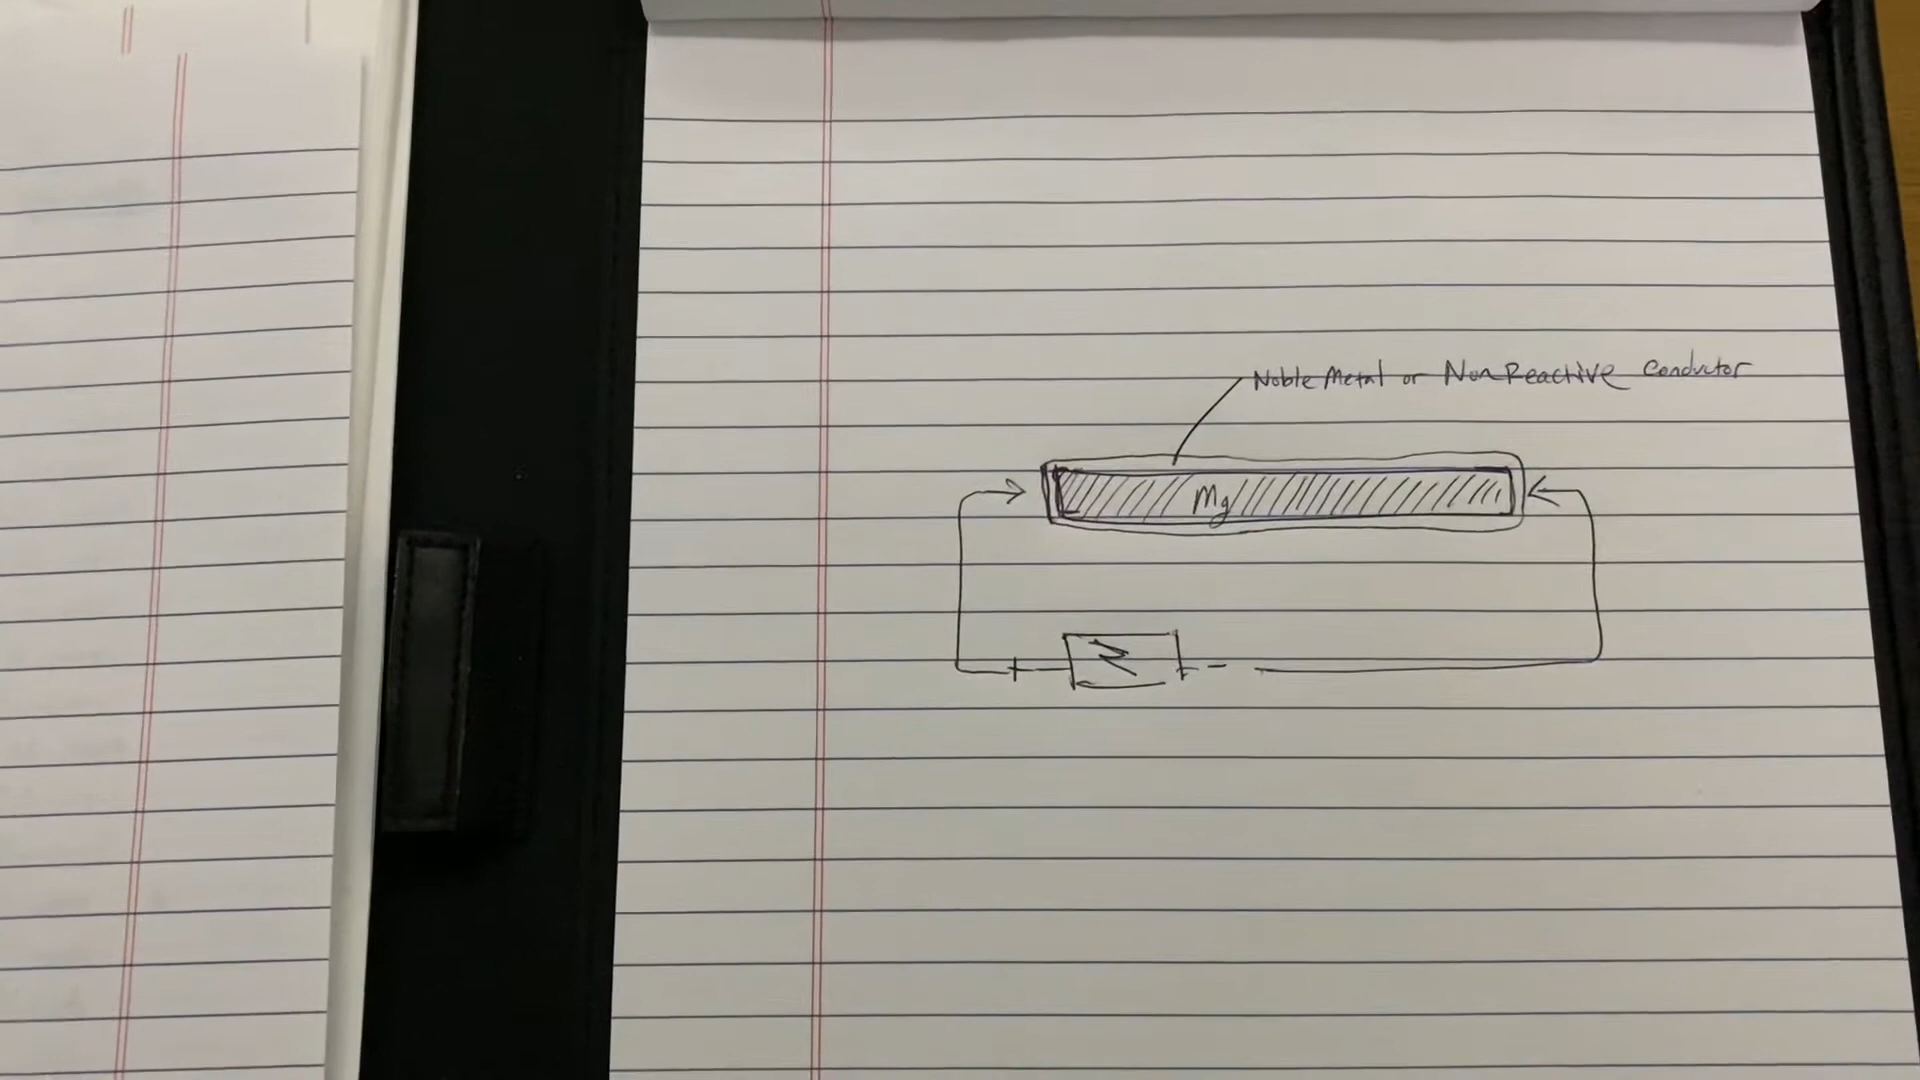 Noble Metal or Non Reactive Conductor
Mg
+ -